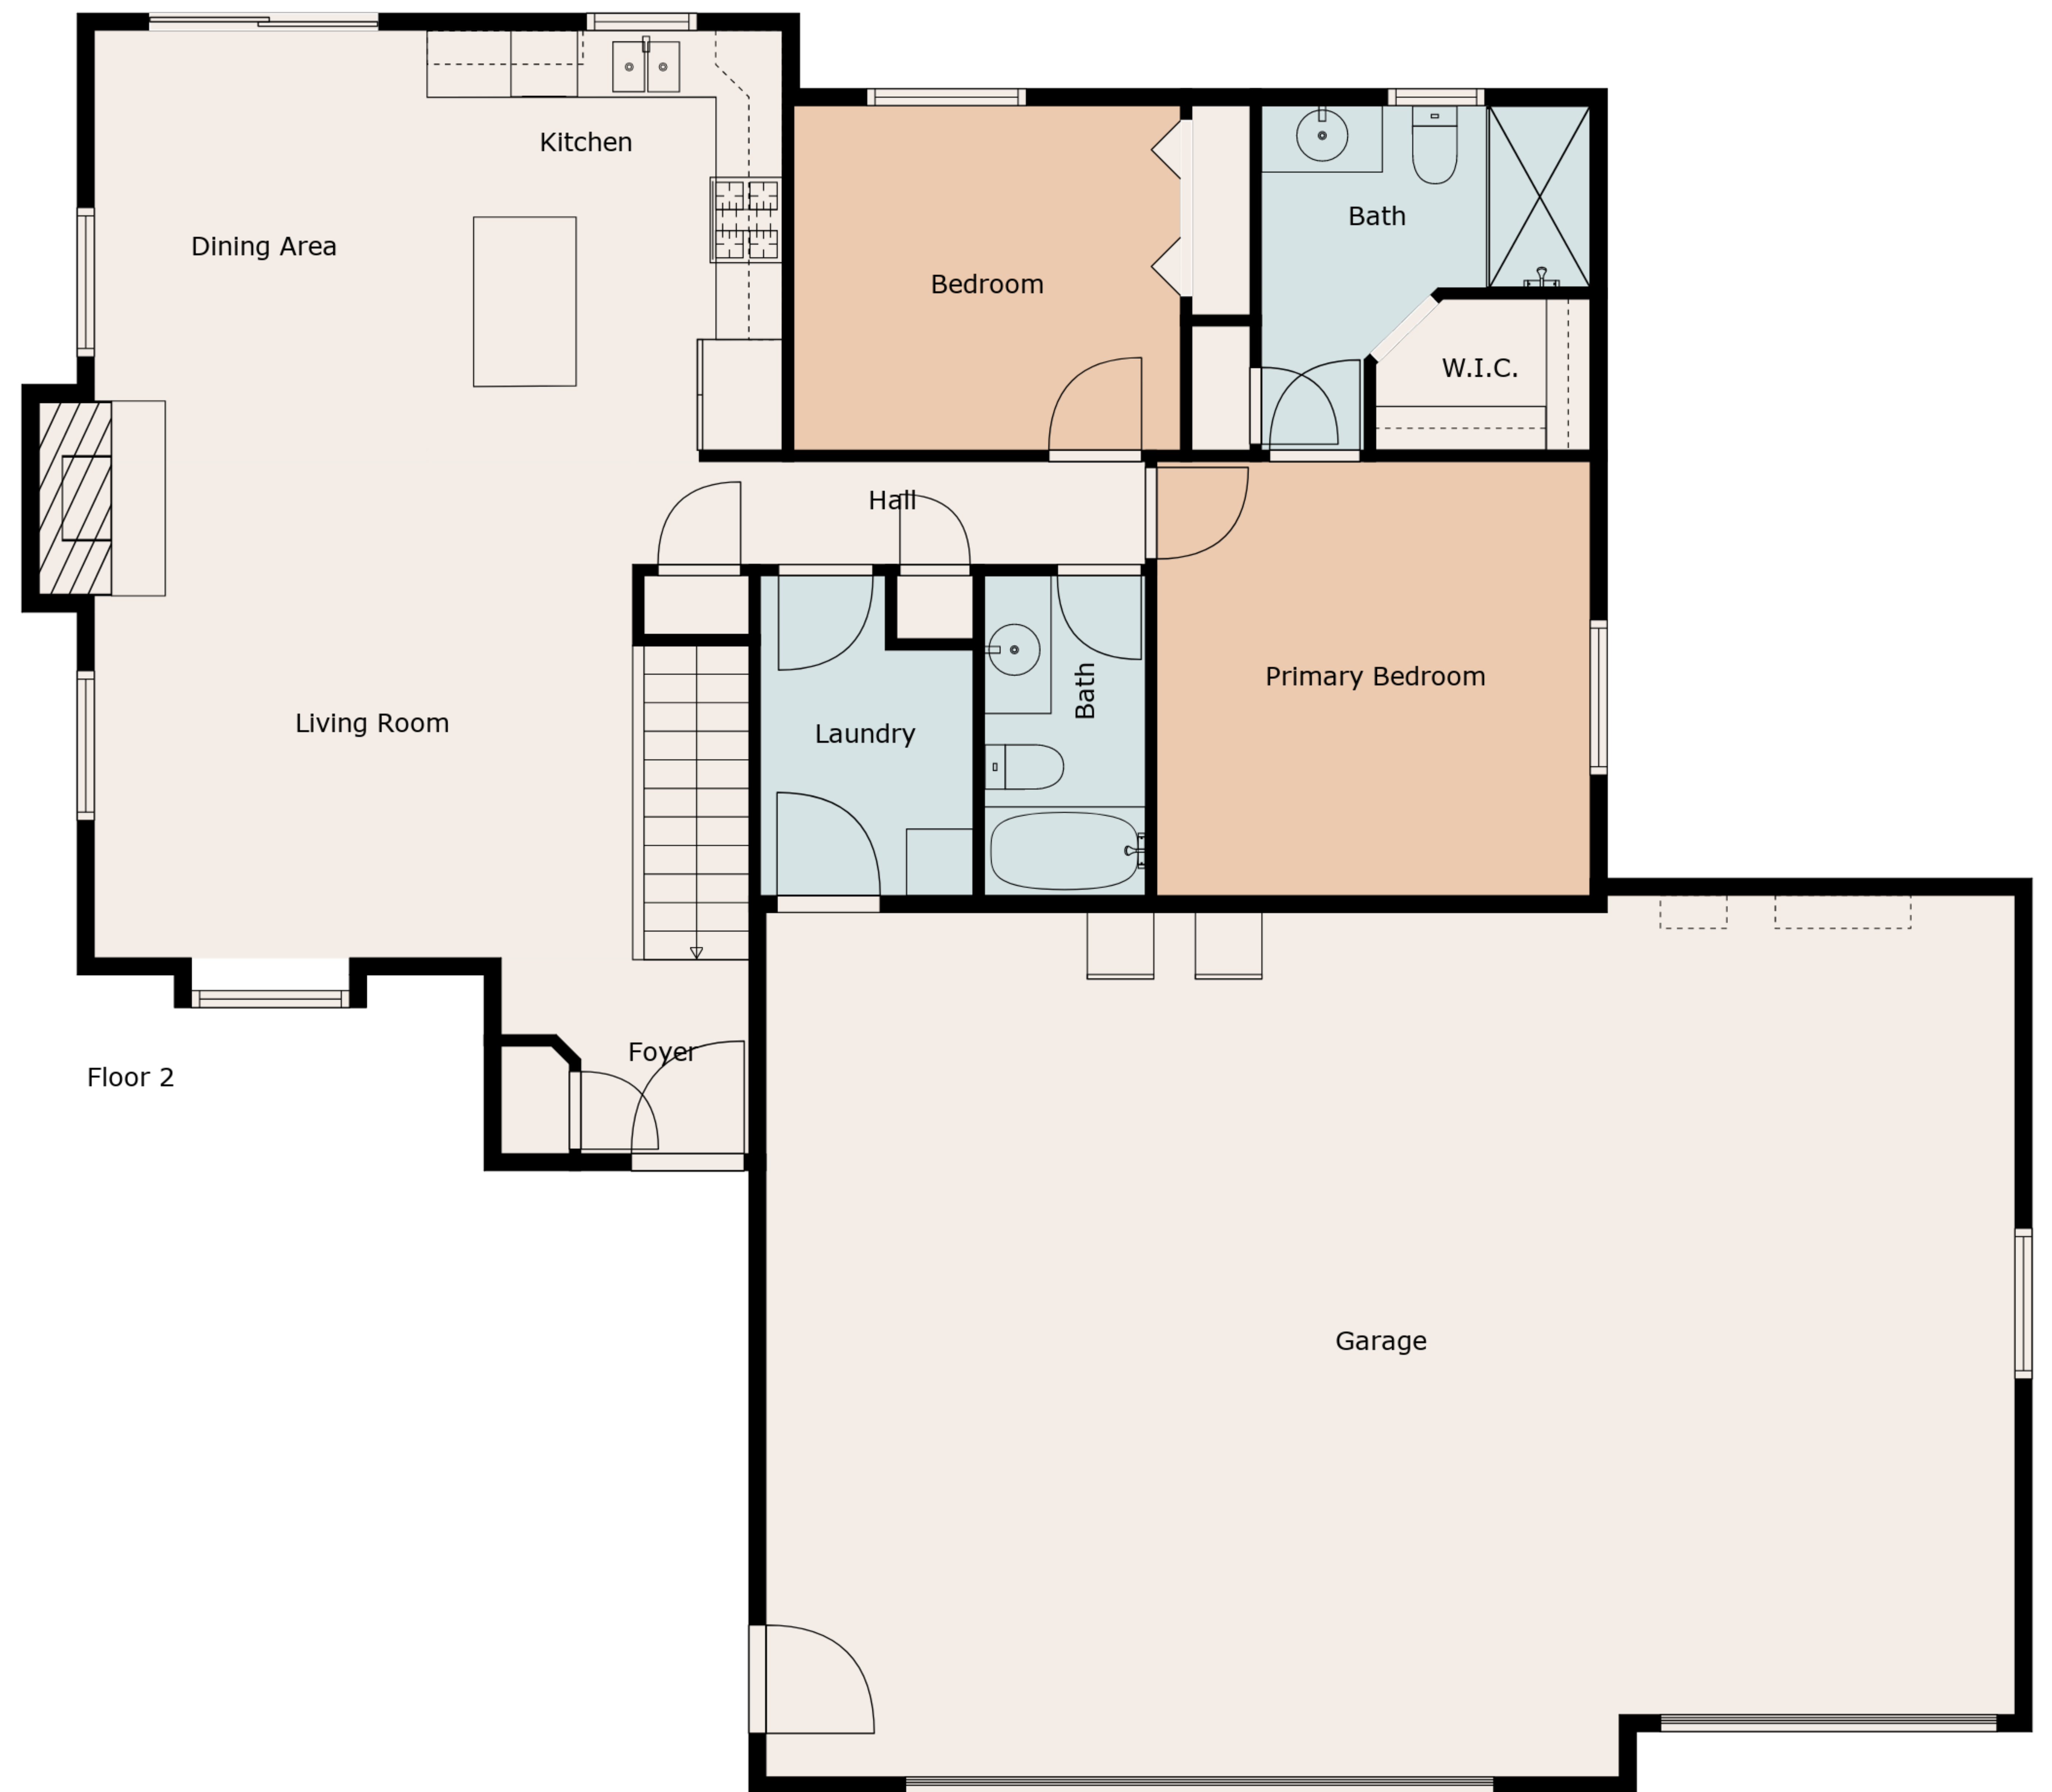 Kitchen
Dining Area
Bedroom
Bath
W.I.C.
Hall
Primary Bedroom
Bath
Living Room
Laundry
Foyer
Floor 2
Garage